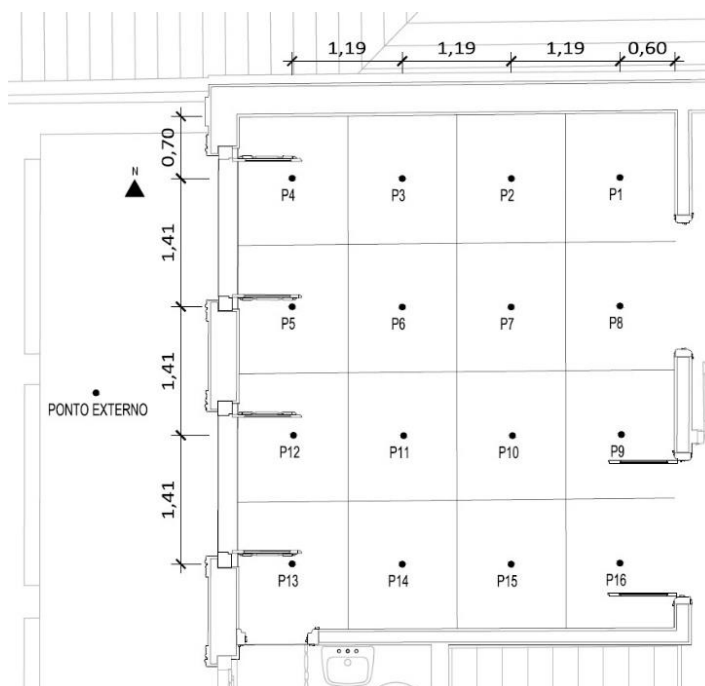 1,19 1,19 1,19 0,60
0,70
N
P4 P3 P2 P1
1,41
P5 P6 P7 P8
1,41
PONTO EXTERNO
P12 P11 P10 P9
1,41
P13 P14 P15 P16